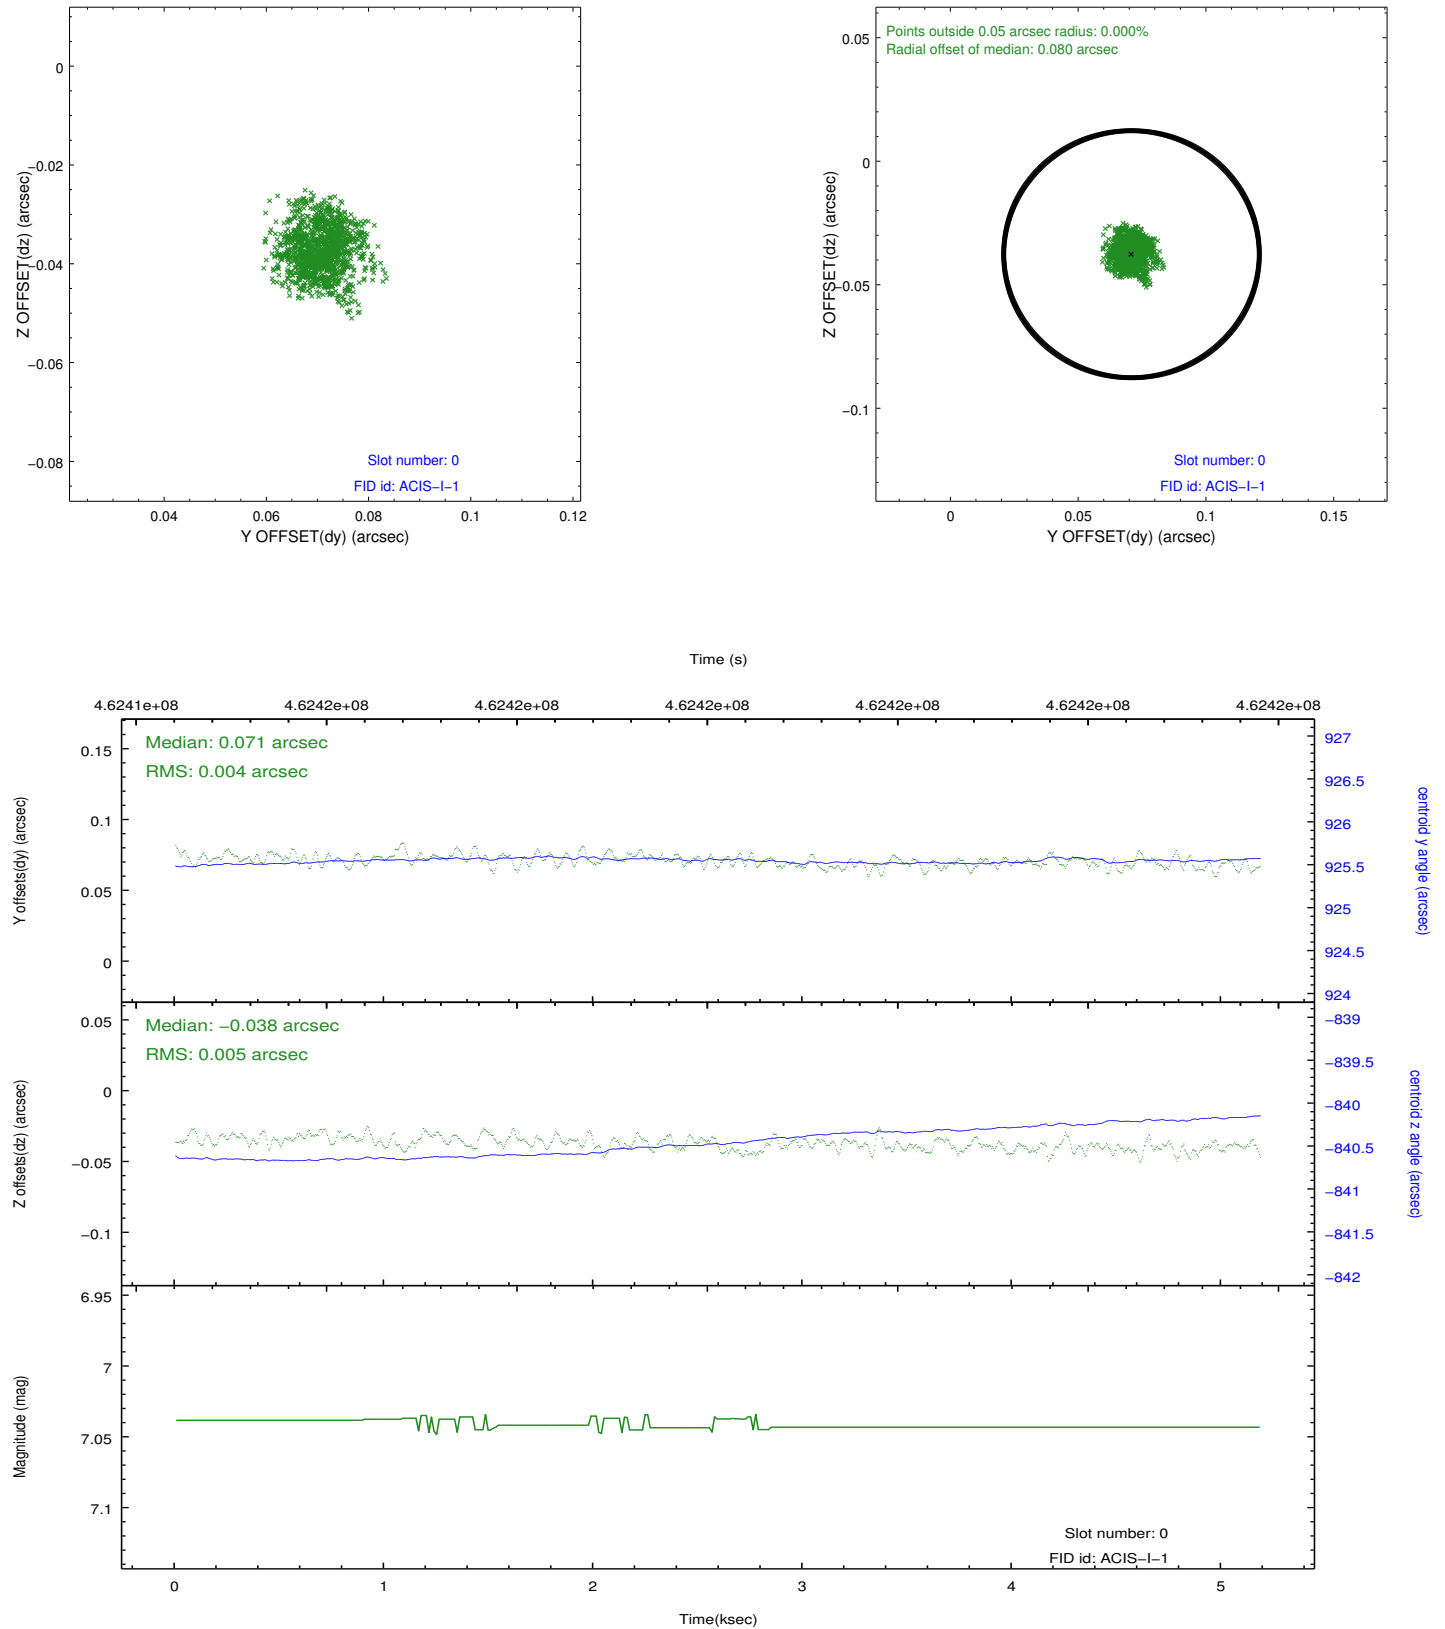 0
−0.02
−0.04
−0.06
−0.08
Z OFFSET(dz) (arcsec)
Slot number: 0
FID id: ACIS−I−1
0.04 0.06 0.08 0.1 0.12
Y OFFSET(dy) (arcsec)
Points outside 0.05 arcsec radius: 0.000%
Radial offset of median: 0.080 arcsec
0.05
0
−0.05
−0.1
Z OFFSET(dz) (arcsec)
Slot number: 0
FID id: ACIS−I−1
0 0.05 0.1 0.15
Y OFFSET(dy) (arcsec)
Time (s)
4.6241e+08 4.6242e+08 4.6242e+08 4.6242e+08 4.6242e+08 4.6242e+08 4.6242e+08
Median: 0.071 arcsec
RMS: 0.004 arcsec
0.15
0.1
0.05
0
Y offsets(dy) (arcsec)
927
926.5
926
925.5
925
924.5
924
centroid y angle (arcsec)
Median: −0.038 arcsec
RMS: 0.005 arcsec
0.05
0
−0.05
−0.1
Z offsets(dz) (arcsec)
−839
−839.5
−840
−840.5
−841
−841.5
−842
centroid z angle (arcsec)
6.95
7
7.05
7.1
Magnitude (mag)
Slot number: 0
FID id: ACIS−I−1
0 1 2 3 4 5
Time(ksec)